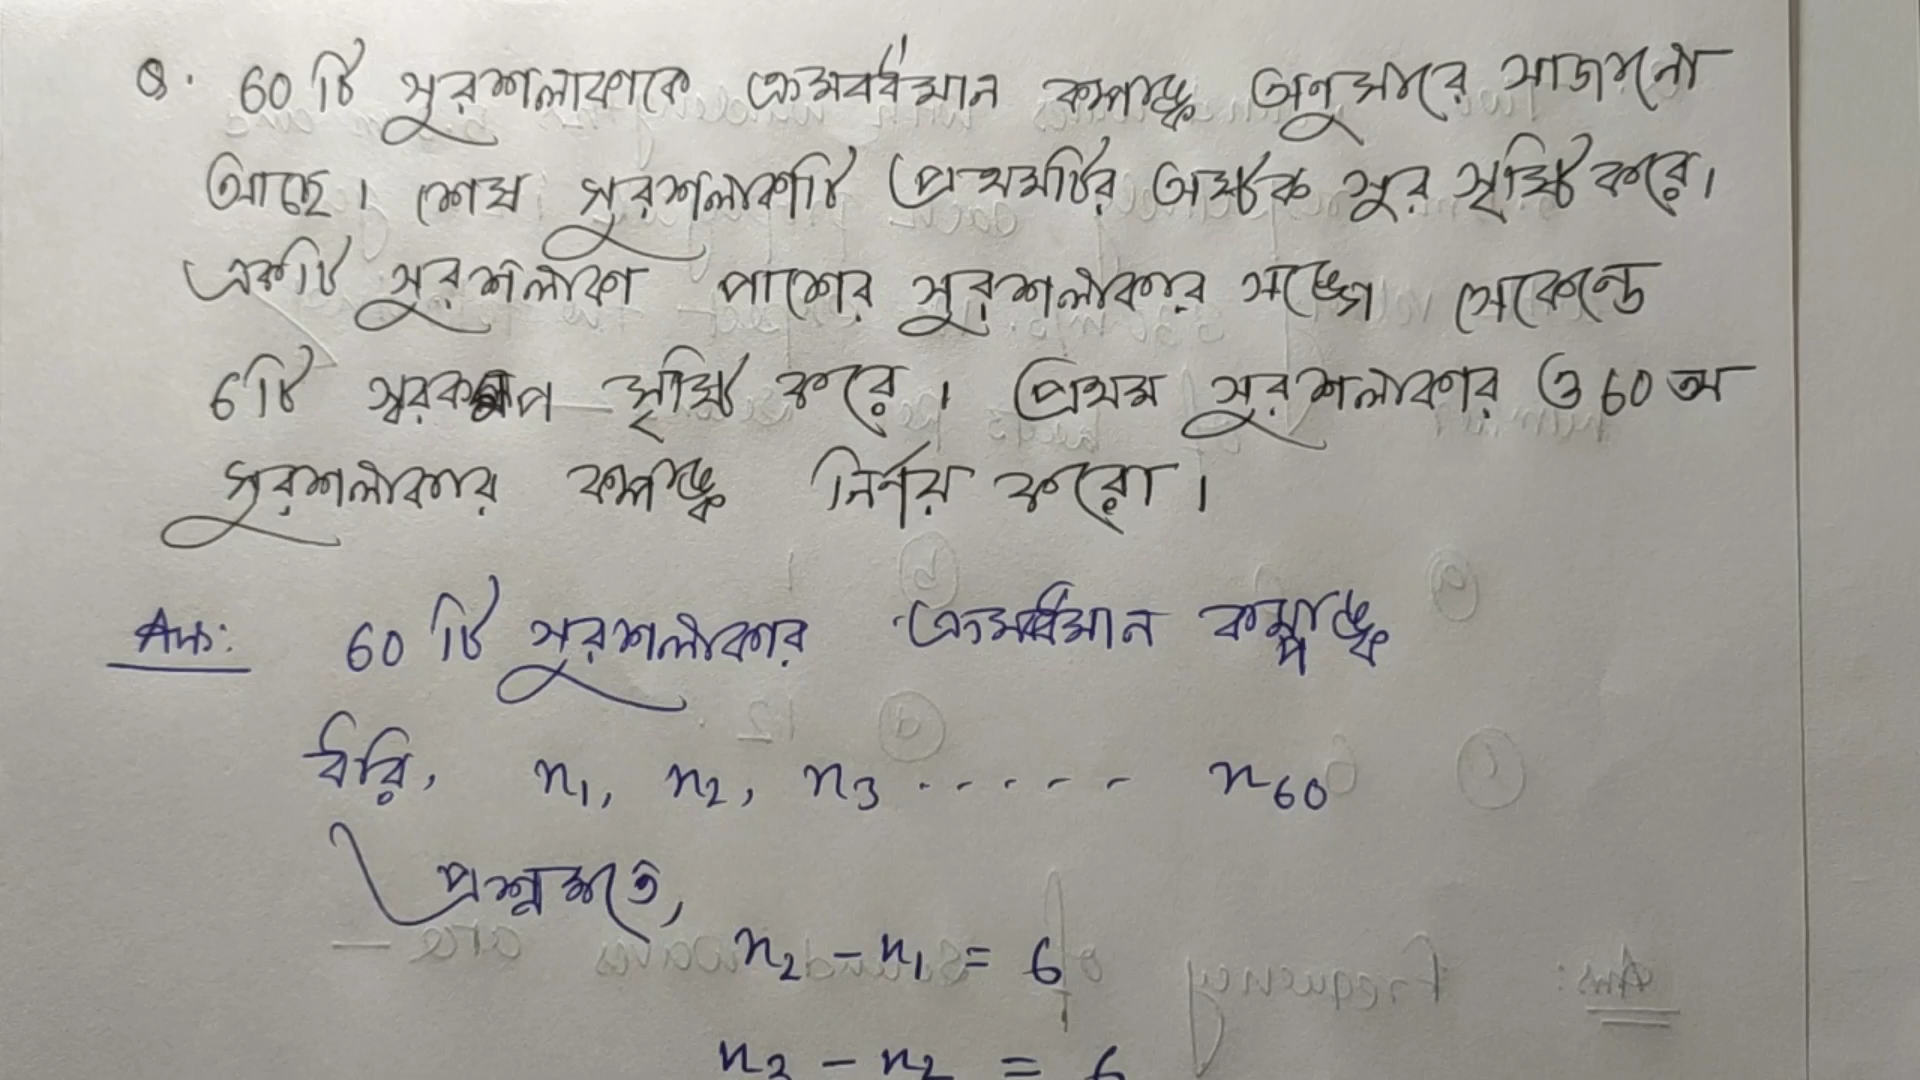 Q. 60 টি সুরশলাকাকে ক্রমবর্ধমান কম্পাঙ্ক অনুসারে সাজানো
আছে। শেষ সুরশলাকাটি প্রথমটির অষ্টক সুর সৃষ্টি করে।
একটি সুরশলাকা পাশের সুরশলাকার সঙ্গে সেকেন্ডে
6টি স্বরকম্প সৃষ্টি করে। প্রথম সুরশলাকার ও 60 তম
সুরশলাকার কম্পাঙ্ক নির্ণয় করো।
Ans: 60 টি সুরশলাকার ক্রমবর্ধমান কম্পাঙ্ক
ধরি, n₁, n₂, n₃ ...... n₆₀
প্রশ্নমতে,
n₂ - n₁ = 6
n₃ - n₂ = 6